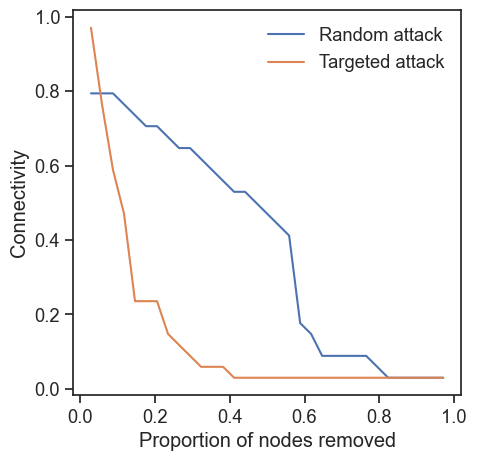 1.0
0.8
0.6
0.4
0.2
0.0
Connectivity
Random attack
Targeted attack
0.0 0.2 0.4 0.6 0.8 1.0
Proportion of nodes removed